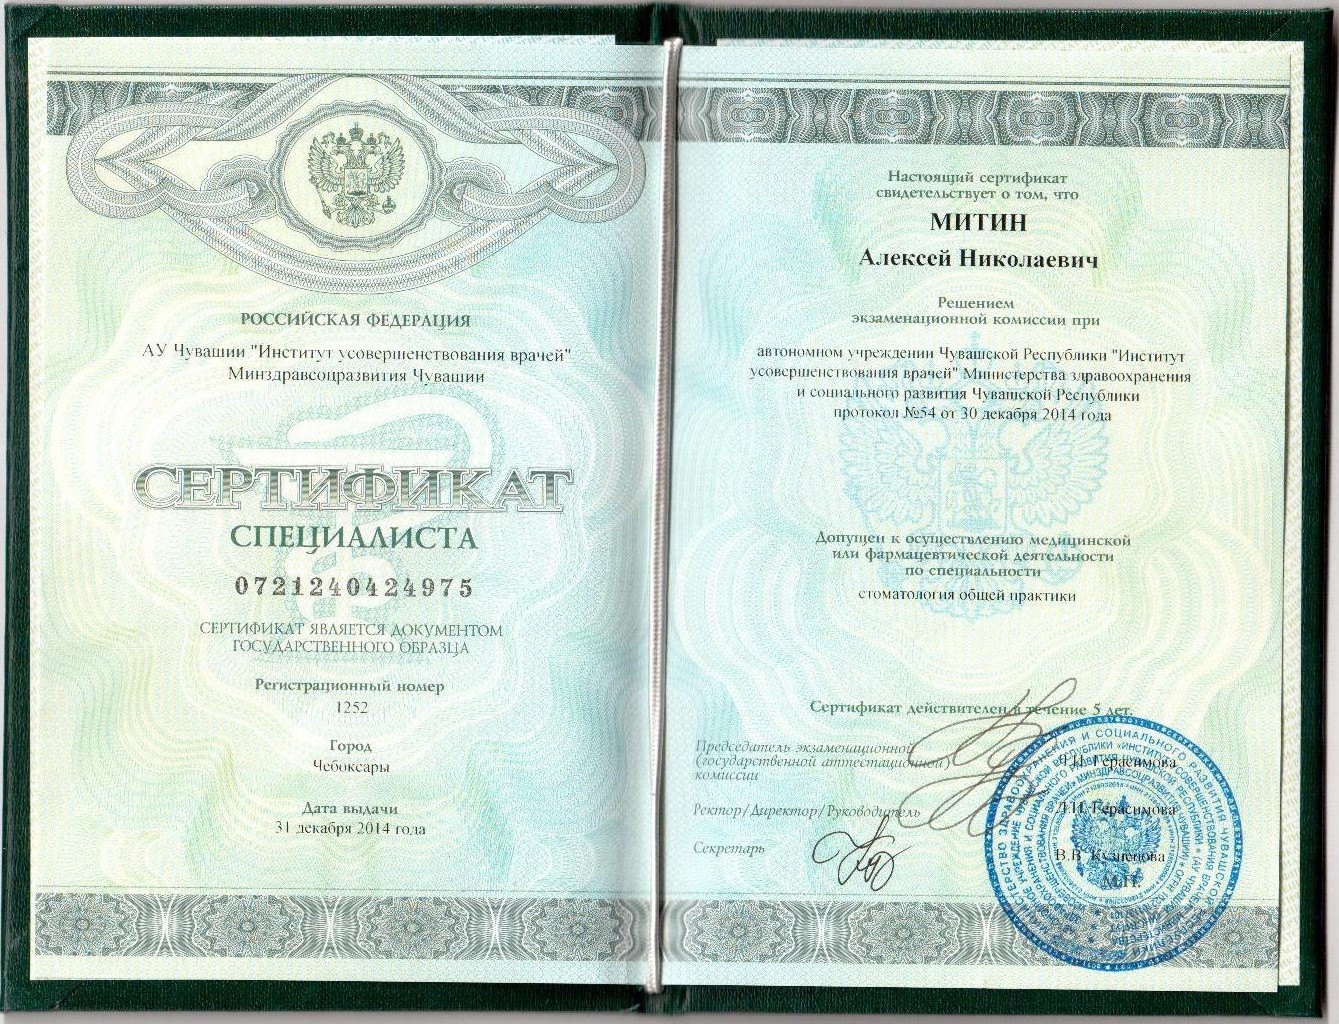 РОССИЙСКАЯ ФЕДЕРАЦИЯ
АУ Чувашии "Институт усовершенствования врачей"
Минздравсоцразвития Чувашии
СЕРТИФИКАТ
СПЕЦИАЛИСТА
0721240424975
СЕРТИФИКАТ ЯВЛЯЕТСЯ ДОКУМЕНТОМ
ГОСУДАРСТВЕННОГО ОБРАЗЦА
Регистрационный номер
1252
Город
Чебоксары
Дата выдачи
31 декабря 2014 года
Настоящий сертификат
свидетельствует о том, что
МИТИН
Алексей Николаевич
Решением
экзаменационной комиссии при
автономном учреждении Чувашской Республики "Институт
усовершенствования врачей" Министерства здравоохранения
и социального развития Чувашской Республики
протокол №54 от 30 декабря 2014 года
Допущен к осуществлению медицинской
или фармацевтической деятельности
по специальности
стоматология общей практики
Сертификат действителен в течение 5 лет.
Председатель экзаменационной
(государственной аттестационной)
комиссии
Герасимова
Ректор/Директор/Руководитель
Герасимова
Секретарь
В.В. Кузнецова
М.П.